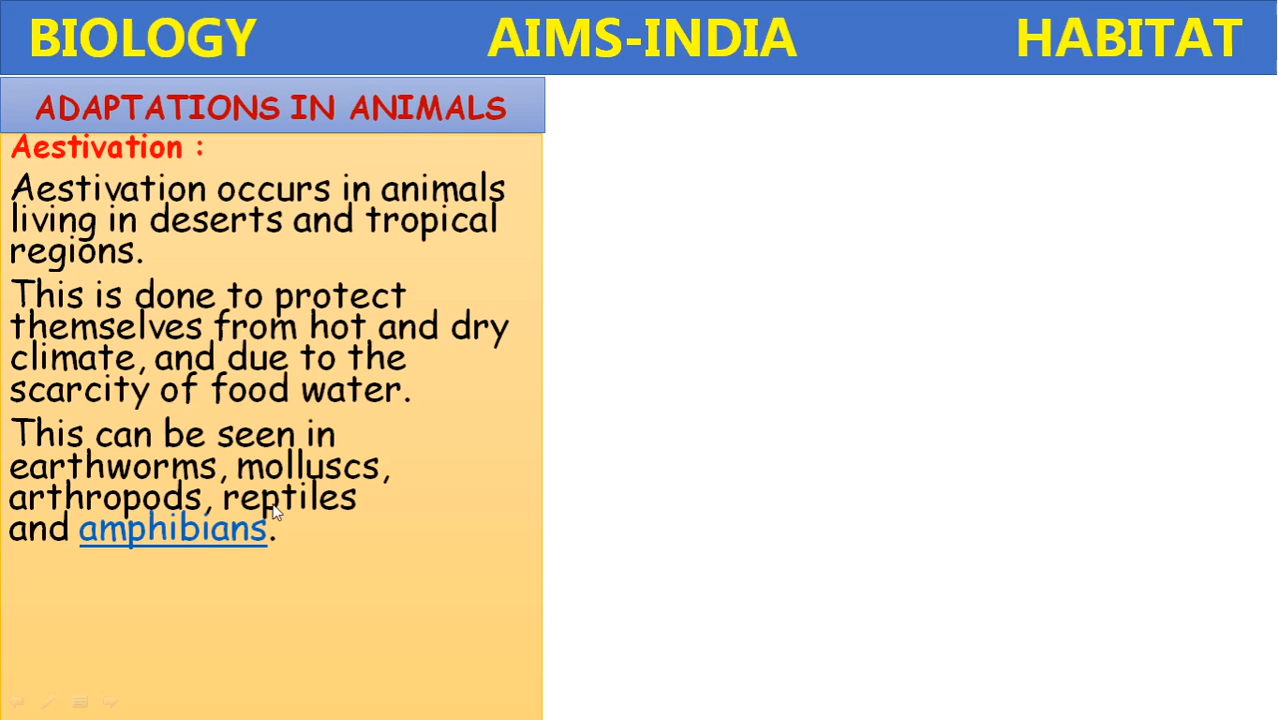 BIOLOGY AIMS-INDIA HABITAT
ADAPTATIONS IN ANIMALS
Aestivation :
Aestivation occurs in animals
living in deserts and tropical
regions.
This is done to protect
themselves from hot and dry
climate, and due to the
scarcity of food water.
This can be seen in
earthworms, molluscs,
arthropods, reptiles
and amphibians.